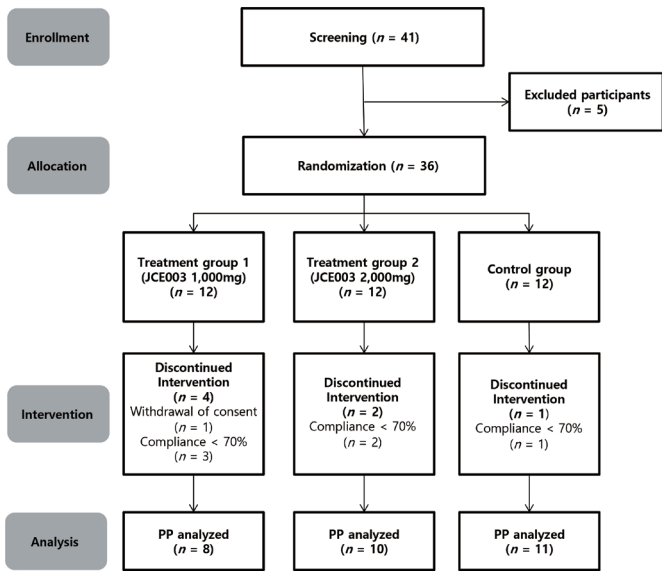 Enrollment
Screening (n = 41)
Excluded participants
(n = 5)
Allocation
Randomization (n = 36)
Treatment group 1
(JCE003 1,000mg)
(n = 12)
Treatment group 2
(JCE003 2,000mg)
(n = 12)
Control group
(n = 12)
Intervention
Discontinued
Intervention
(n = 4)
Withdrawal of consent
(n = 1)
Compliance < 70%
(n = 3)
Discontinued
Intervention
(n = 2)
Compliance < 70%
(n = 2)
Discontinued
Intervention
(n = 1)
Compliance < 70%
(n = 1)
Analysis
PP analyzed
(n = 8)
PP analyzed
(n = 10)
PP analyzed
(n = 11)